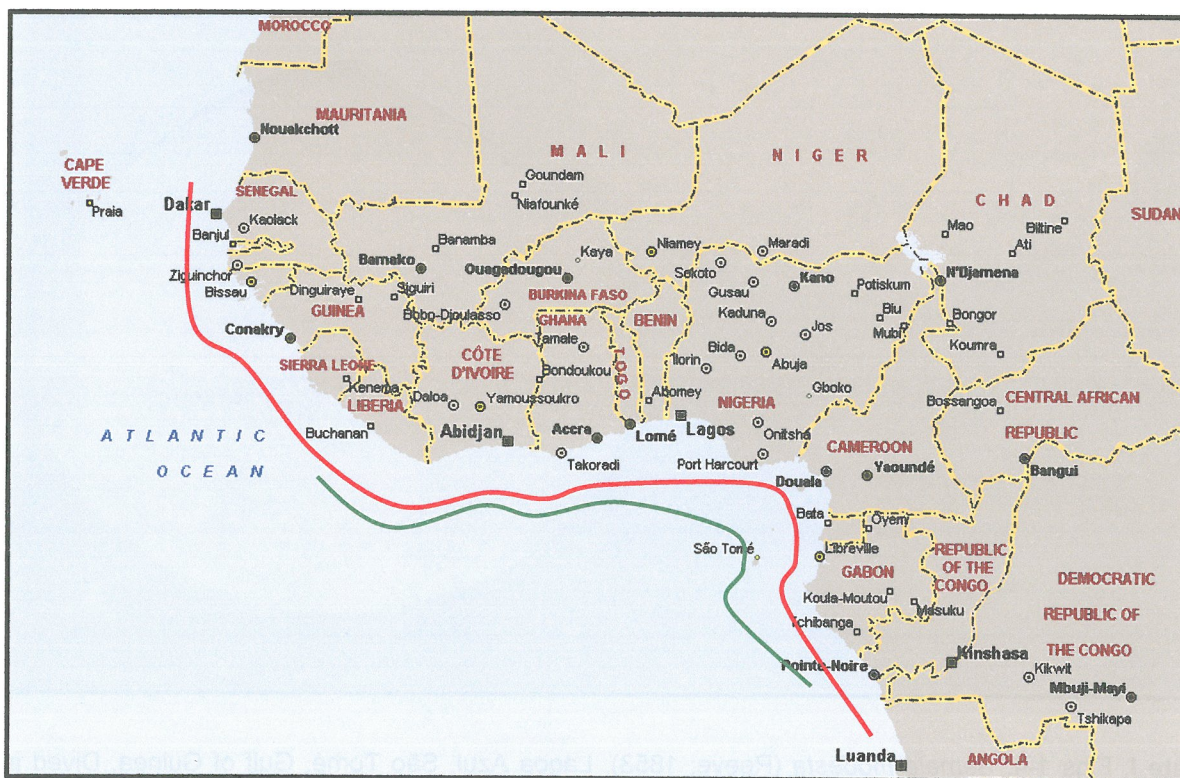 MOROCCO
MAURITANIA
Nouakchott
CAPE
VERDE
Praia
MALI
Goundam
Niafounké
NIGER
CHAD
Mao
Biltine
Ati
SUDAN
SENEGAL
Dakar
Kaolack
Banjul
Ziguinchor
Bissau
Banamba
Bamako
Ouagadougou
Kaya
Niamey
Maradi
Sokoto
Gusau
Kano
Potiskum
N'Djamena
Dinguiraye
Siguiri
GUINEA
Bobo-Dioulasso
BURKINA FASO
BENIN
Kaduna
Jos
Biu
Mubi
Bongor
Koumra
Conakry
GHANA
Tamale
TOGO
Ilorin
Bida
Abuja
SIERRA LEONE
Kenema
CÔTE
D'IVOIRE
Bondoukou
LIBERIA
Daloa
Yamoussoukro
Abomey
NIGERIA
Gboko
Bossangoa
CENTRAL AFRICAN
REPUBLIC
Buchanan
Abidjan
Accra
Lomé
Lagos
Onitsha
Takoradi
Port Harcourt
CAMEROON
Douala
Yaoundé
Bangui
ATLANTIC
OCEAN
Bata
Oyem
São Tomé
Libreville
GABON
REPUBLIC
OF THE
CONGO
Koula-Moutou
Masuku
Tchibanga
DEMOCRATIC
REPUBLIC OF
THE CONGO
Pointe-Noire
Kinshasa
Kikwit
Mbuji-Mayi
Tshikapa
Luanda
ANGOLA